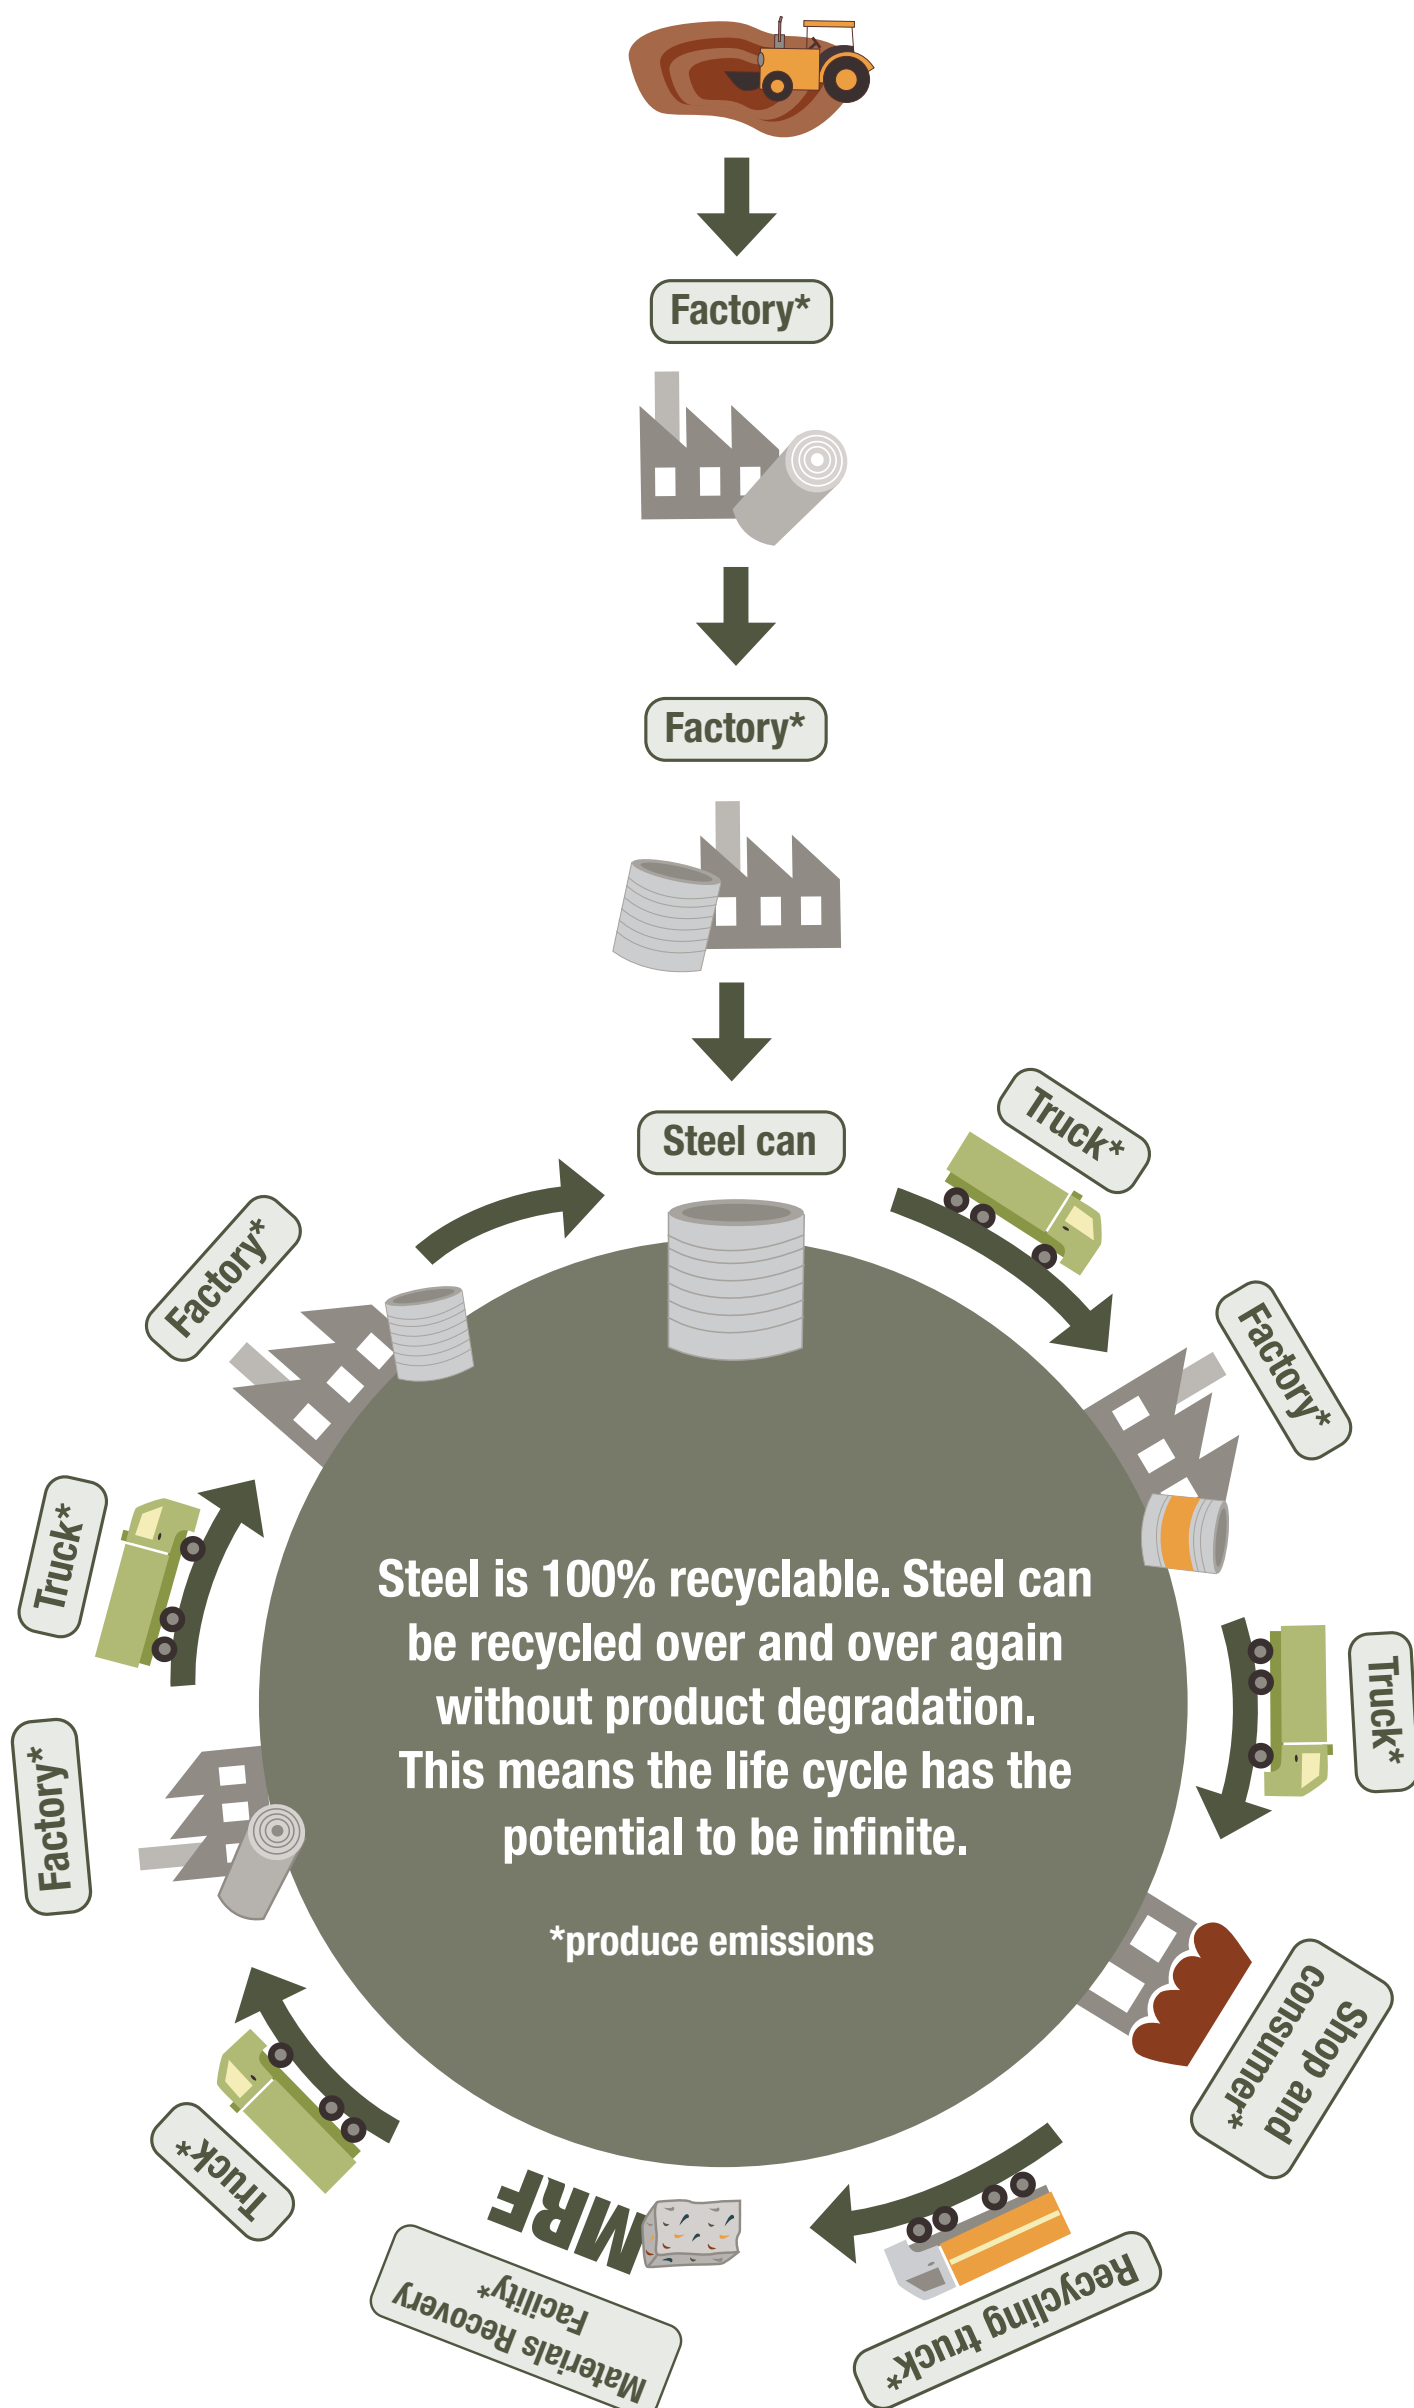 Factory*
Factory*
Steel can
Truck*
Factory*
Truck*
Shop and
consumer*
Recycling truck*
Materials Recovery
Facility*
MRF
Truck*
Factory*
Truck*
Factory*
Steel is 100% recyclable. Steel can
be recycled over and over again
without product degradation.
This means the life cycle has the
potential to be infinite.
*produce emissions